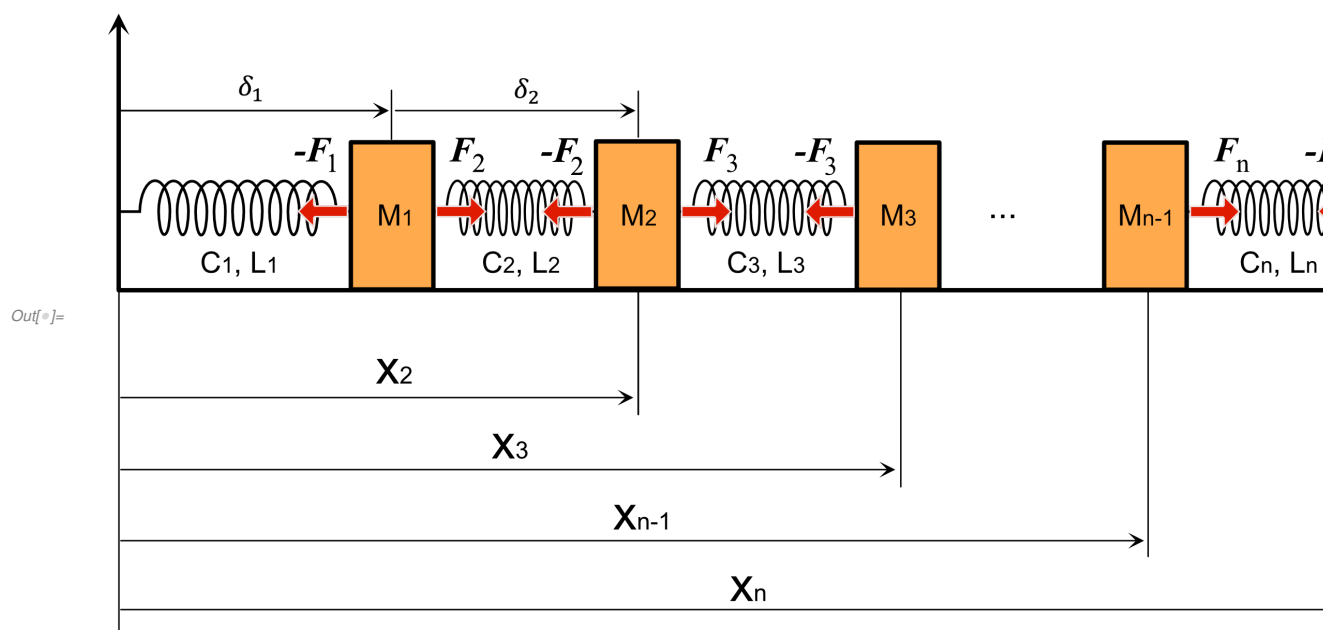 δ₁ δ₂
-F₁ F₂ -F₂ F₃ -F₃ Fₙ
M₁ M₂ M₃ ... Mₙ₋₁
C₁, L₁ C₂, L₂ C₃, L₃ Cₙ, Lₙ
Out[•]=
X₂
X₃
Xₙ₋₁
Xₙ